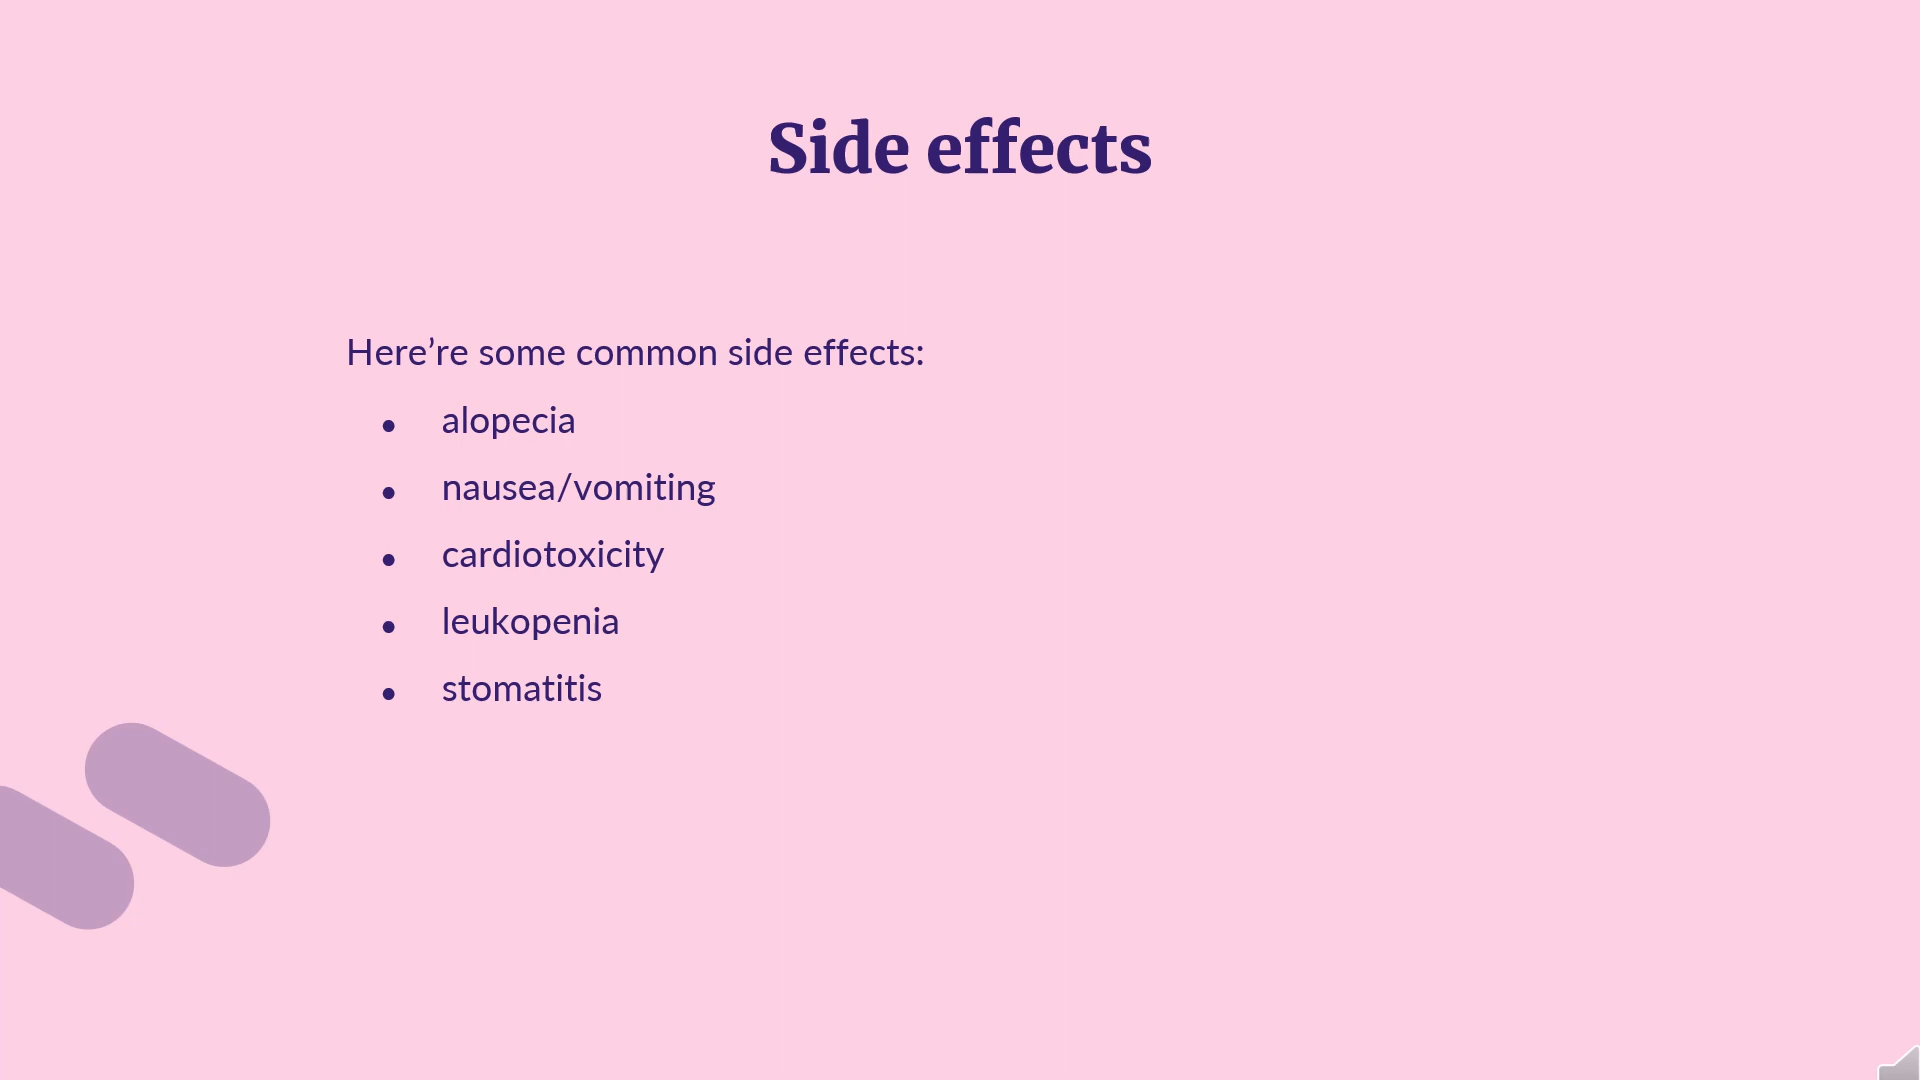 Side effects
Here’re some common side effects:
● alopecia
● nausea/vomiting
● cardiotoxicity
● leukopenia
● stomatitis